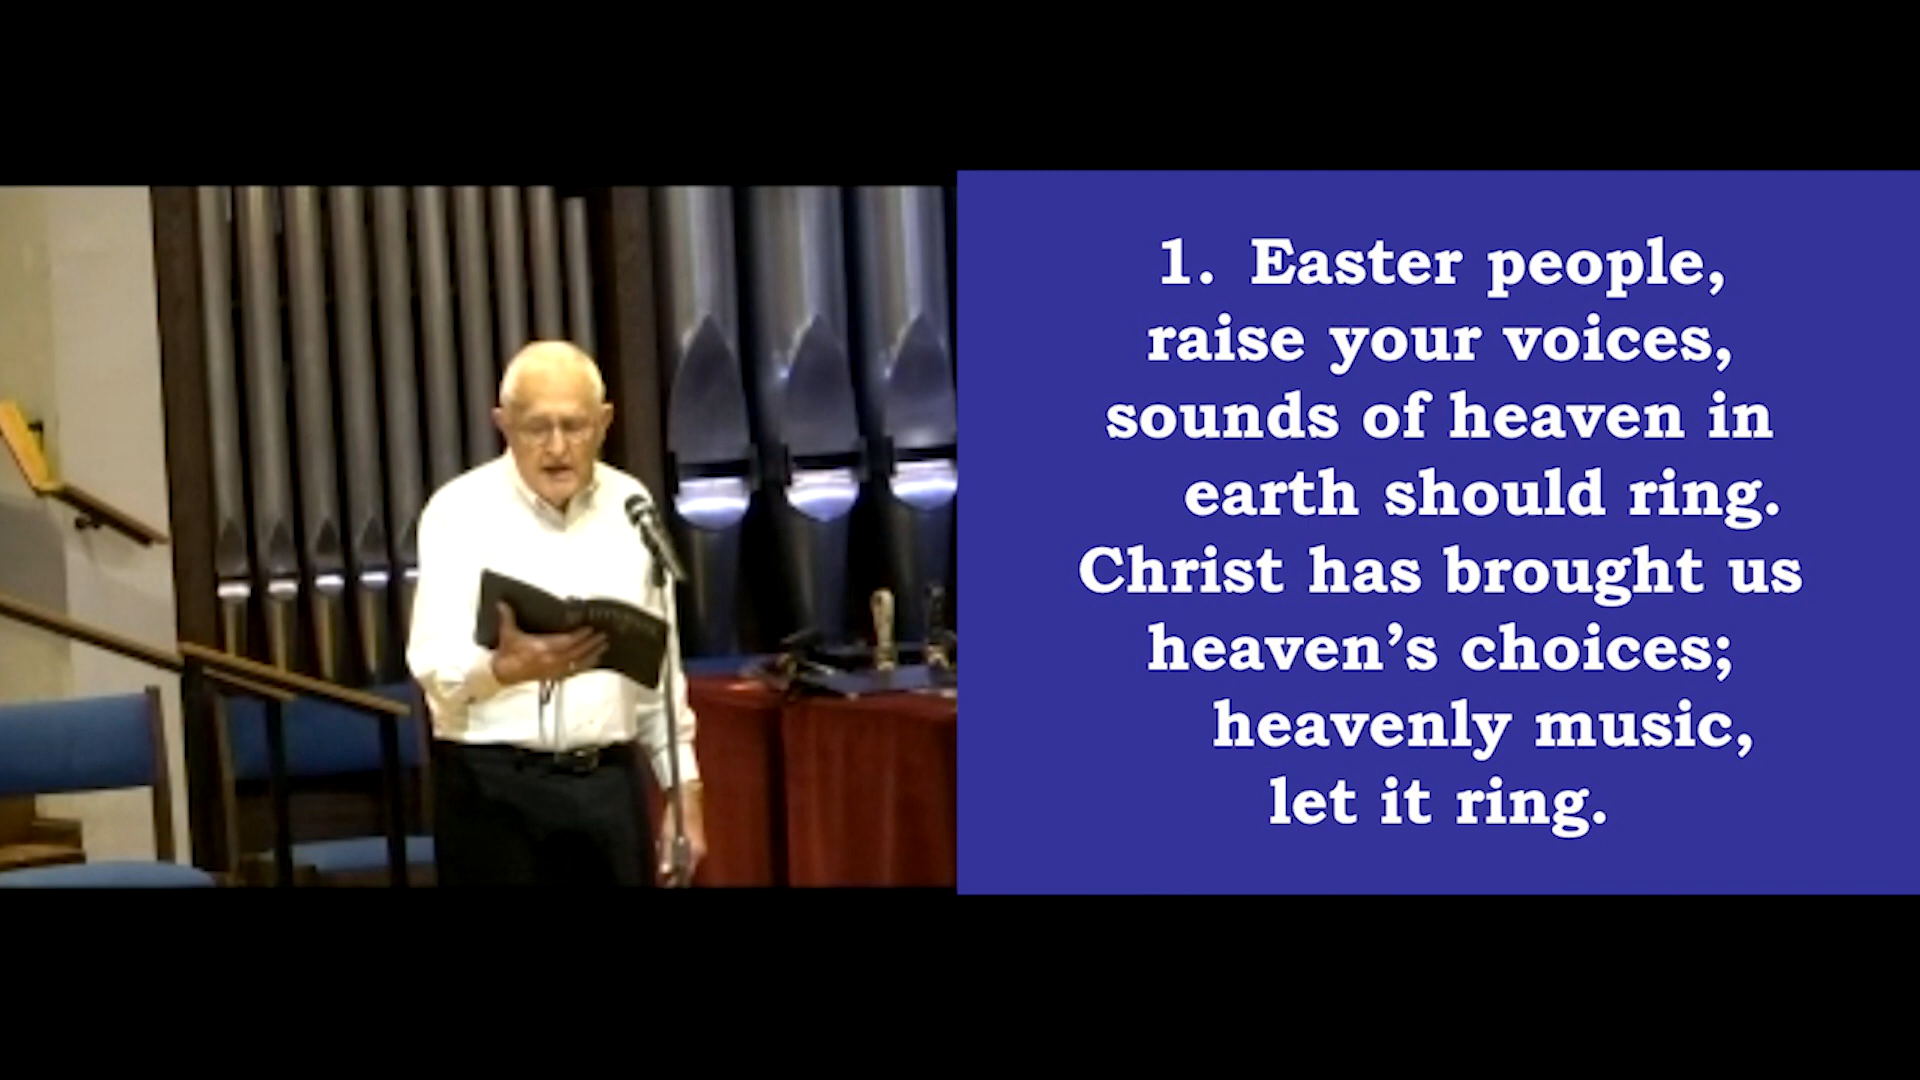 1. Easter people,
raise your voices,
sounds of heaven in
earth should ring.
Christ has brought us
heaven’s choices;
heavenly music,
let it ring.